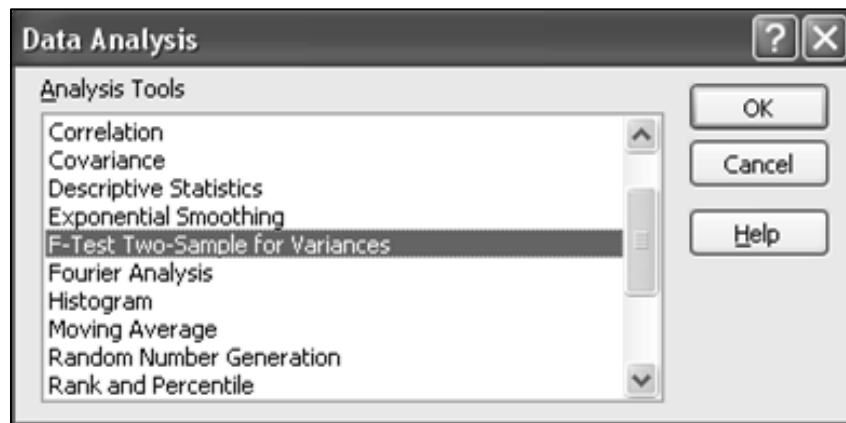 Data Analysis
Analysis Tools
Correlation
Covariance
Descriptive Statistics
Exponential Smoothing
F-Test Two-Sample for Variances
Fourier Analysis
Histogram
Moving Average
Random Number Generation
Rank and Percentile
OK
Cancel
Help